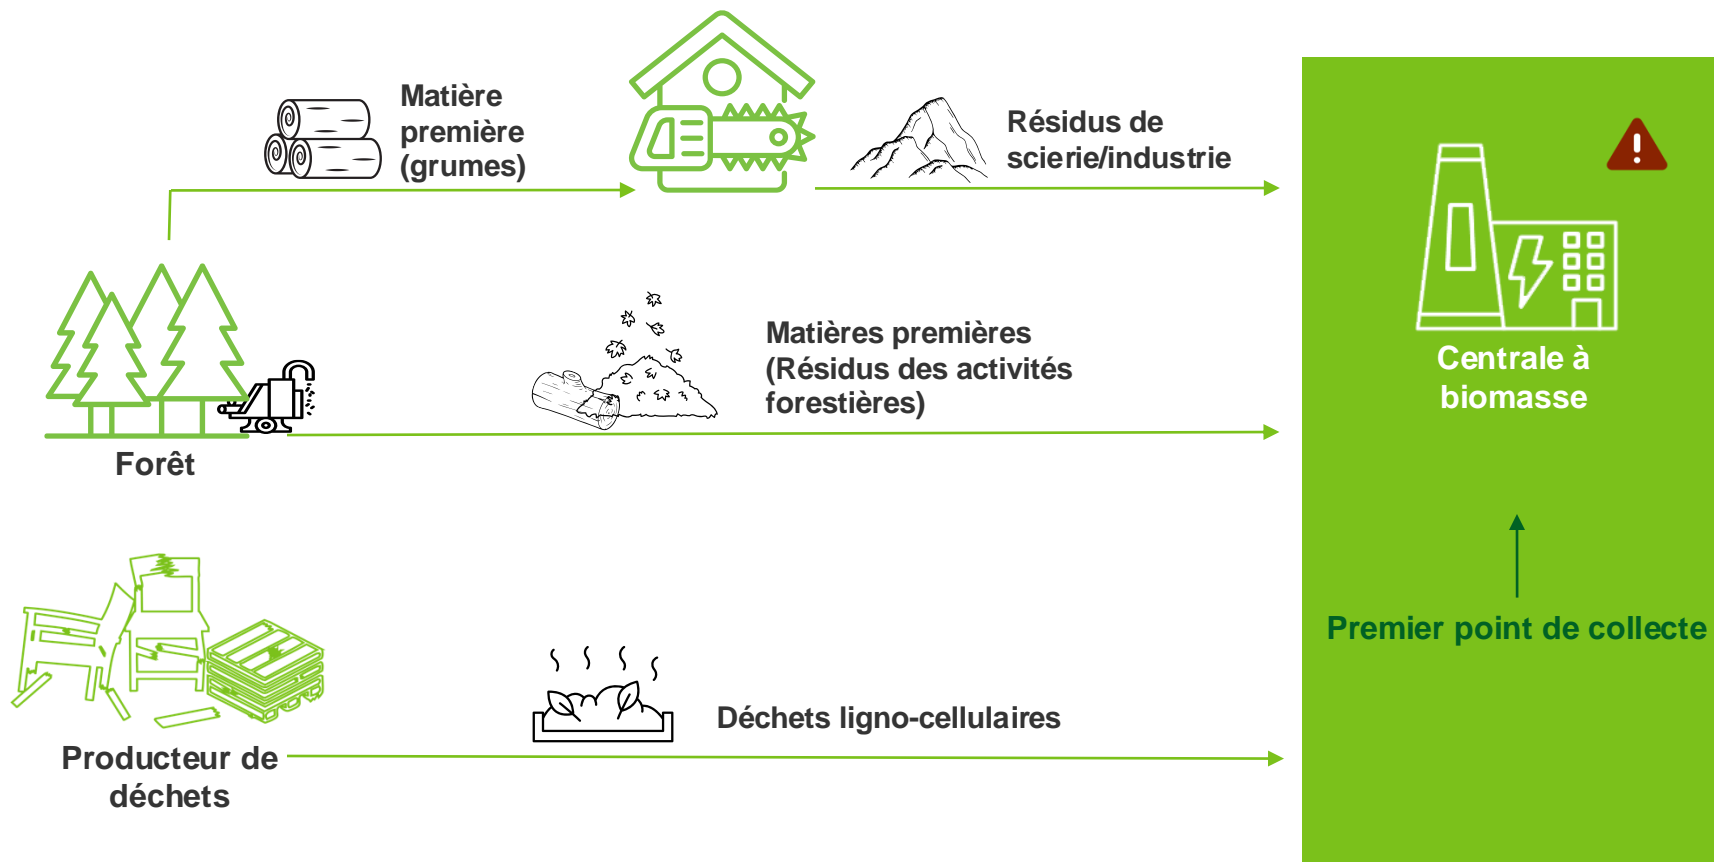 Matière
première
(grumes)
Résidus de
scierie/industrie
Matières premières
(Résidus des activités
forestières)
Forêt
Centrale à
biomasse
Premier point de collecte
Déchets ligno-cellulaires
Producteur de
déchets